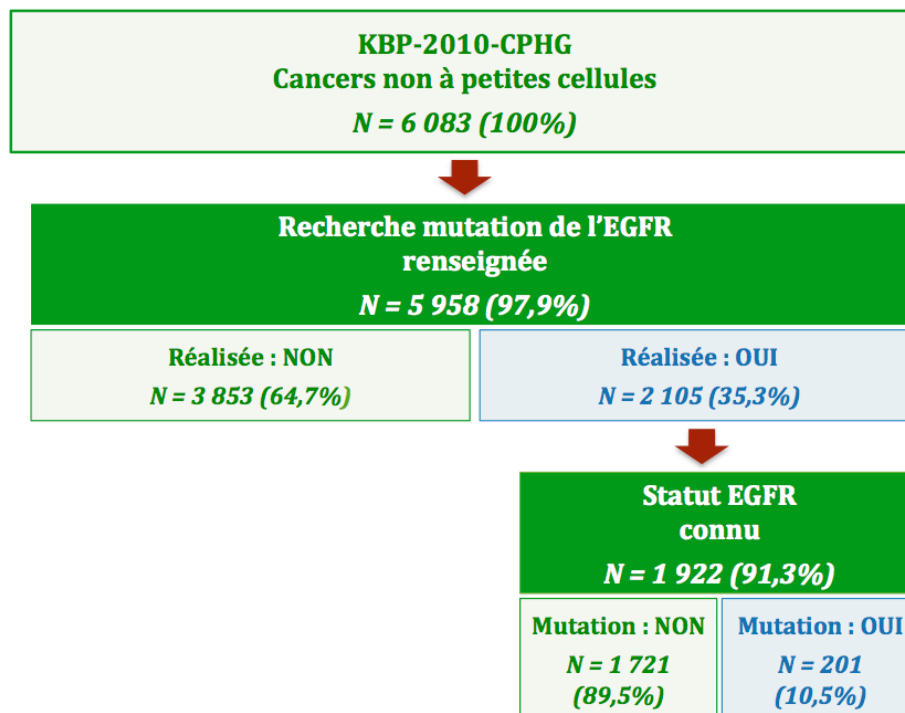 KBP-2010-CPHG
Cancers non à petites cellules
N = 6 083 (100%)
Recherche mutation de l'EGFR
renseignée
N = 5 958 (97,9%)
Réalisée : NON
N = 3 853 (64,7%)
Réalisée : OUI
N = 2 105 (35,3%)
Statut EGFR
connu
N = 1 922 (91,3%)
Mutation : NON
N = 1 721
(89,5%)
Mutation : OUI
N = 201
(10,5%)